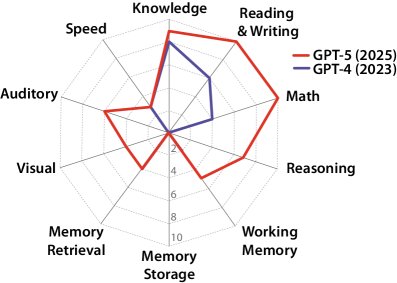 Knowledge
Reading
& Writing
Speed
GPT-5 (2025)
GPT-4 (2023)
Auditory
Math
2
Visual
Reasoning
4
6
8
Memory
Retrieval
10
Working
Memory
Memory
Storage